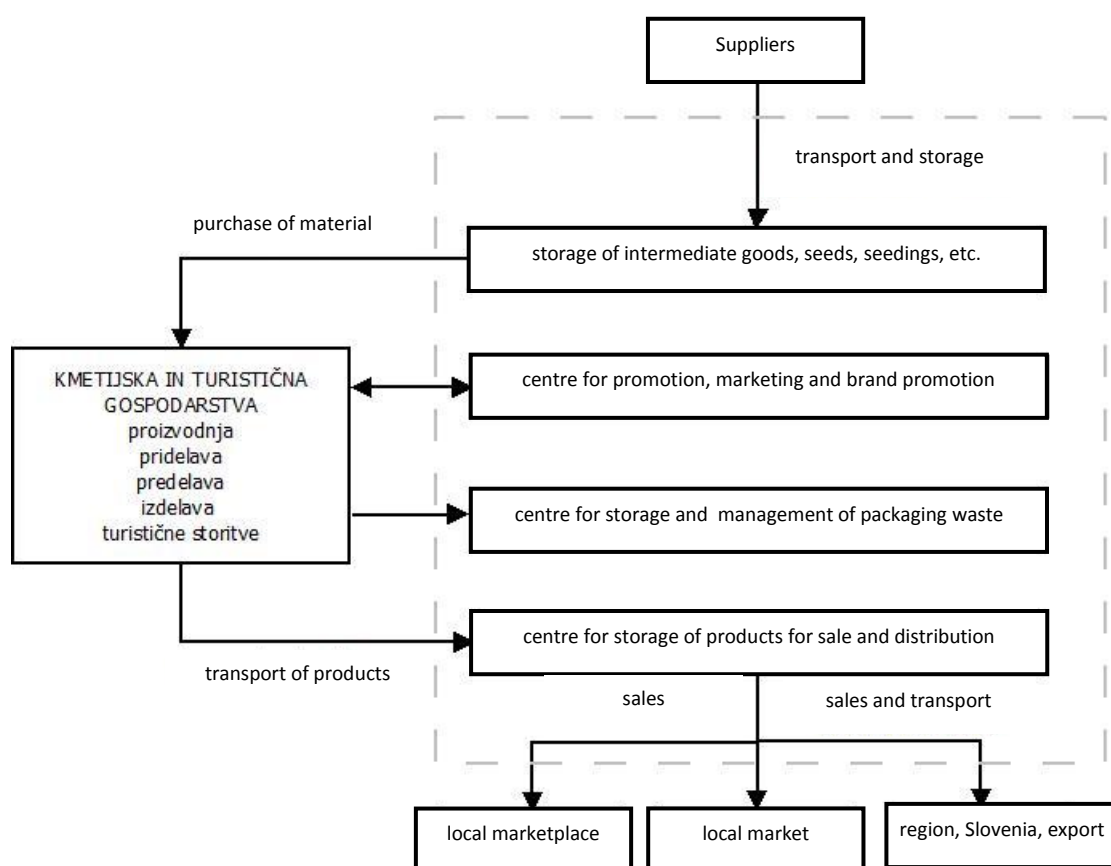 Suppliers
transport and storage
purchase of material
storage of intermediate goods, seeds, seedings, etc.
KMETIJSKA IN TURISTIČNA
GOSPODARSTVA
proizvodnja
pridelava
predelava
izdelava
turistične storitve
centre for promotion, marketing and brand promotion
centre for storage and management of packaging waste
centre for storage of products for sale and distribution
transport of products
sales
sales and transport
local marketplace
local market
region, Slovenia, export